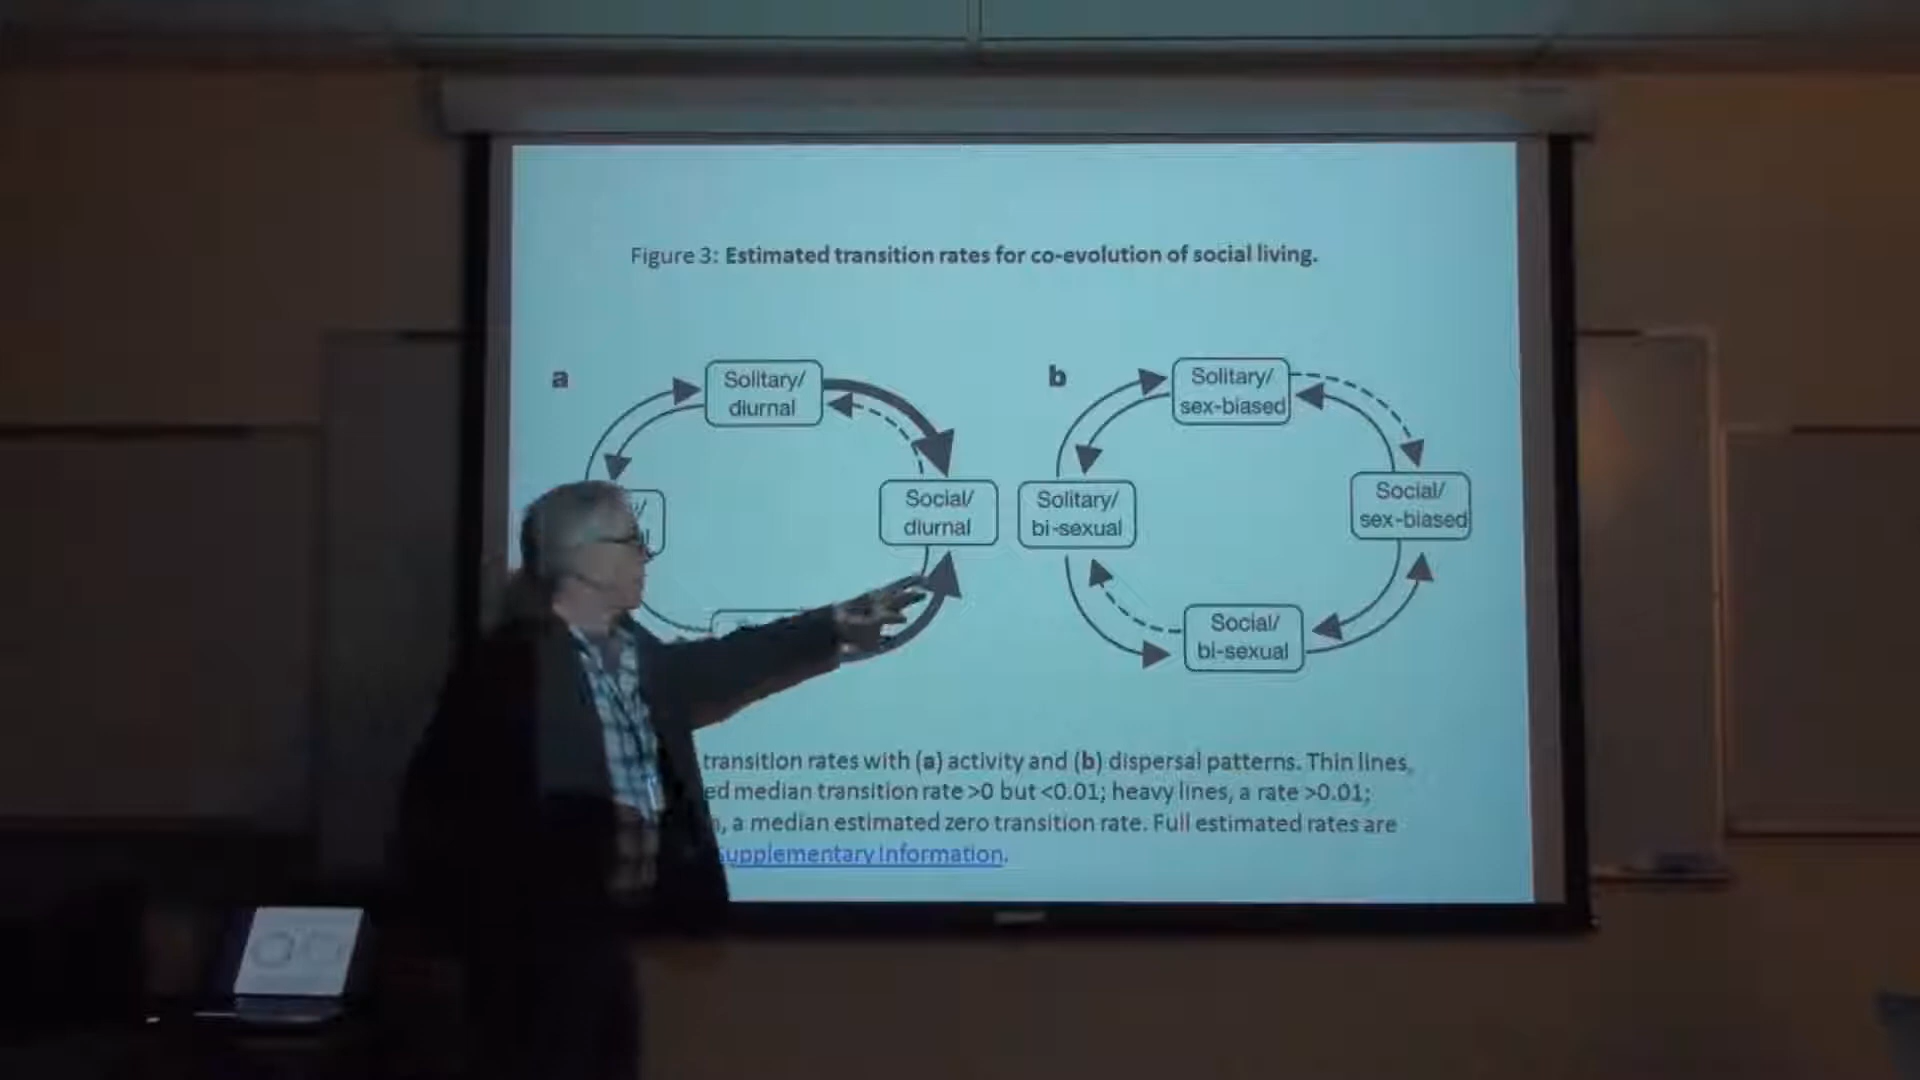 Figure 3: Estimated transition rates for co-evolution of social living.
a
Solitary/
diurnal
Social/
diurnal
b
Solitary/
sex-biased
Solitary/
bi-sexual
Social/
sex-biased
Social/
bi-sexual
transition rates with (a) activity and (b) dispersal patterns. Thin lines,
ed median transition rate >0 but <0.01; heavy lines, a rate >0.01;
, a median estimated zero transition rate. Full estimated rates are
Supplementary Information.